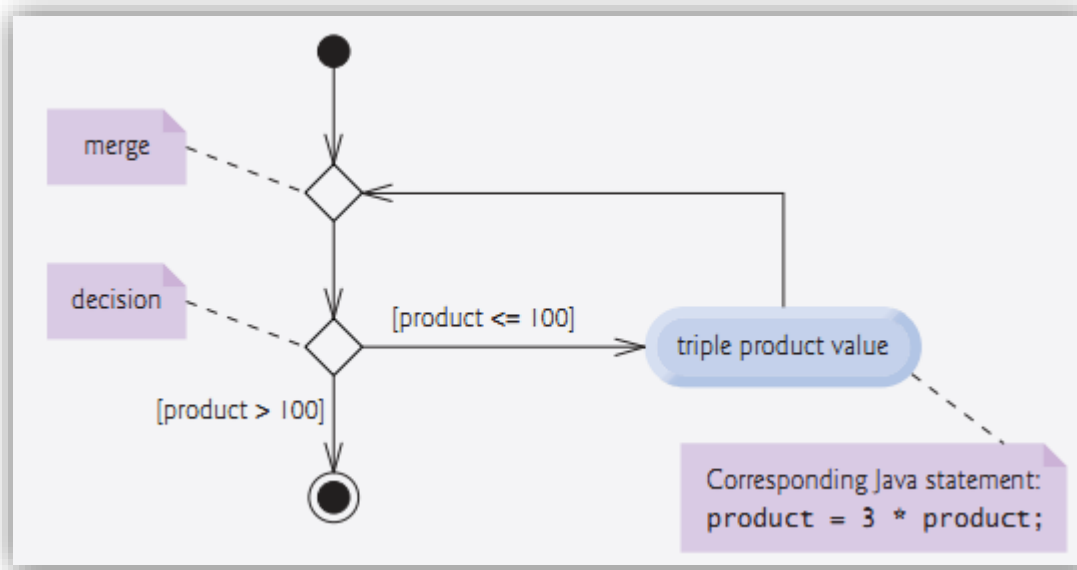 merge
decision
[product <= 100]
triple product value
[product > 100]
Corresponding Java statement:
product = 3 * product;